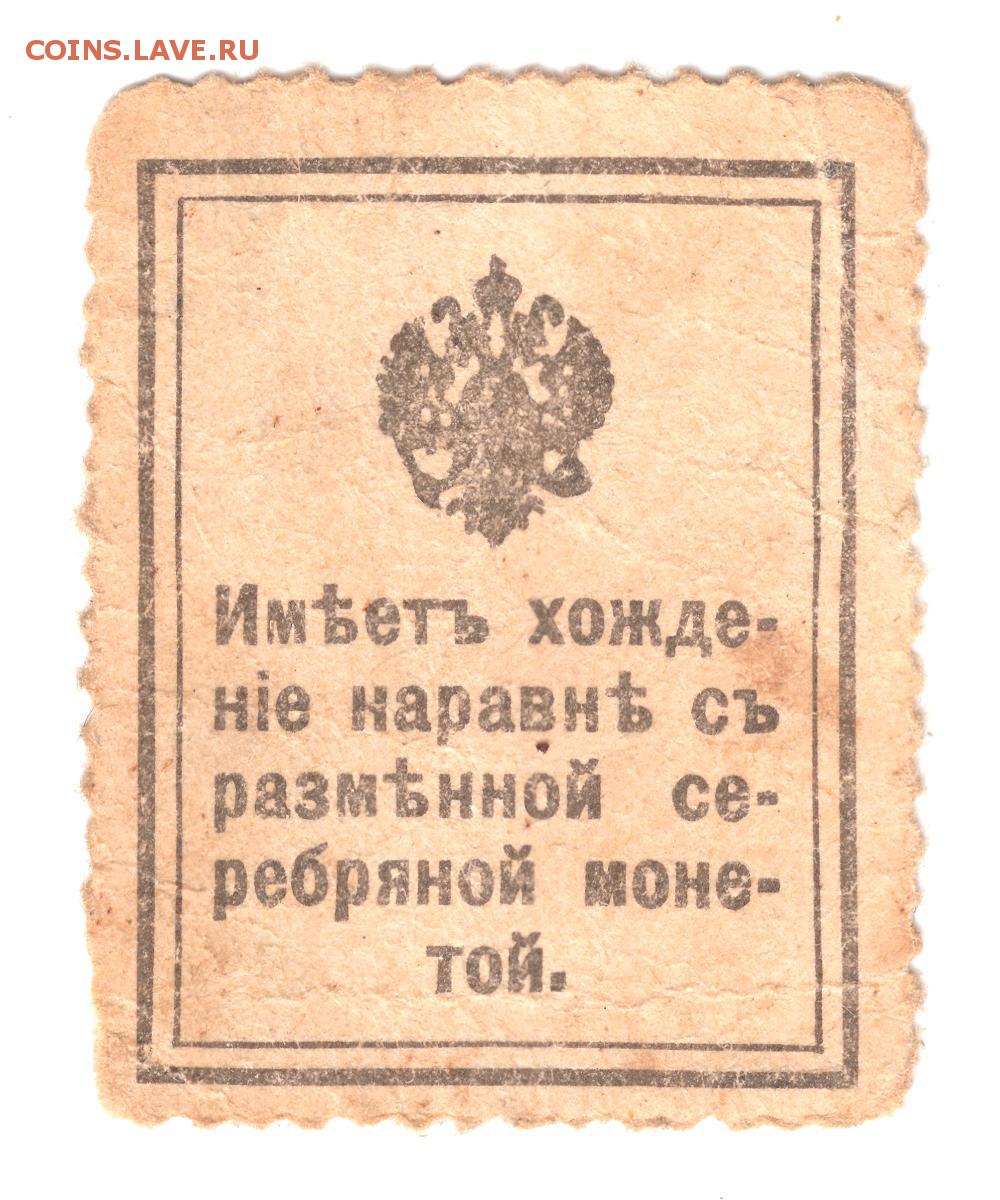 COINS.LAVE.RU
Имѣетъ хожде-
ніе наравнѣ съ
размѣнной се-
ребряной моне-
той.